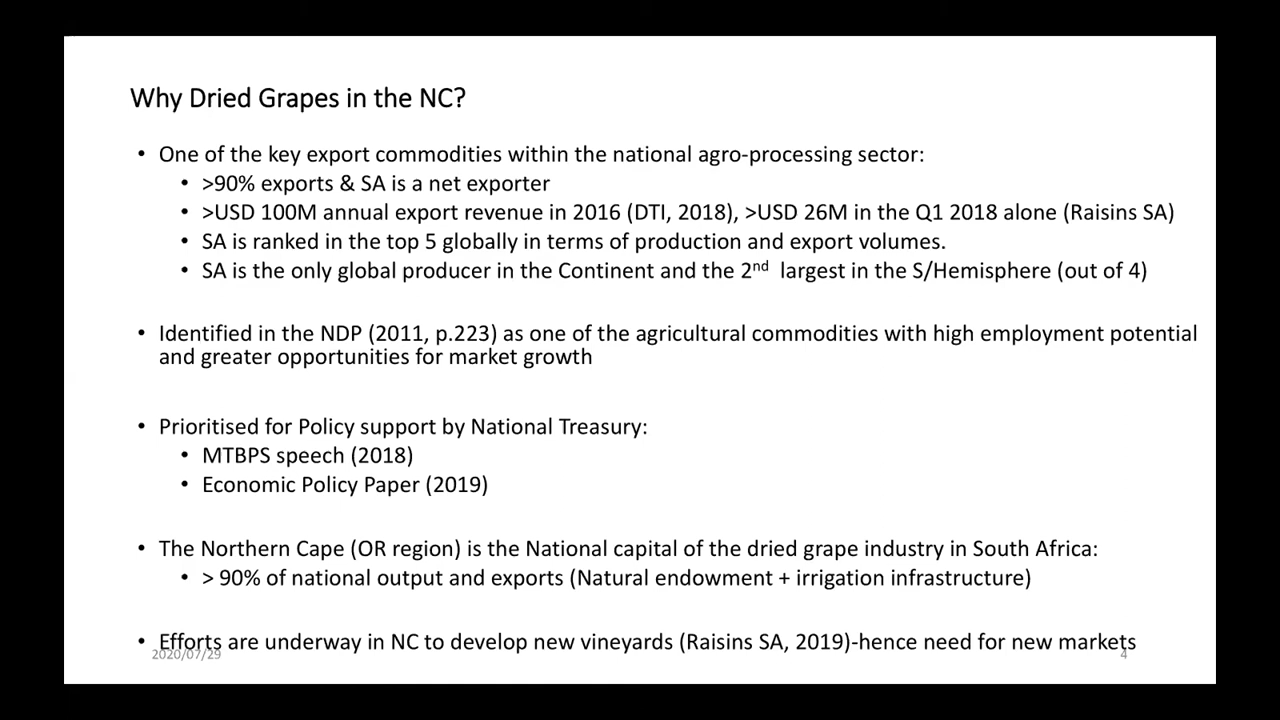 Why Dried Grapes in the NC?
• One of the key export commodities within the national agro-processing sector:
• >90% exports & SA is a net exporter
• >USD 100M annual export revenue in 2016 (DTI, 2018), >USD 26M in the Q1 2018 alone (Raisins SA)
• SA is ranked in the top 5 globally in terms of production and export volumes.
• SA is the only global producer in the Continent and the 2nd largest in the S/Hemisphere (out of 4)
• Identified in the NDP (2011, p.223) as one of the agricultural commodities with high employment potential
and greater opportunities for market growth
• Prioritised for Policy support by National Treasury:
• MTBPS speech (2018)
• Economic Policy Paper (2019)
• The Northern Cape (OR region) is the National capital of the dried grape industry in South Africa:
• > 90% of national output and exports (Natural endowment + irrigation infrastructure)
• Efforts are underway in NC to develop new vineyards (Raisins SA, 2019)-hence need for new markets
2020/07/29
4